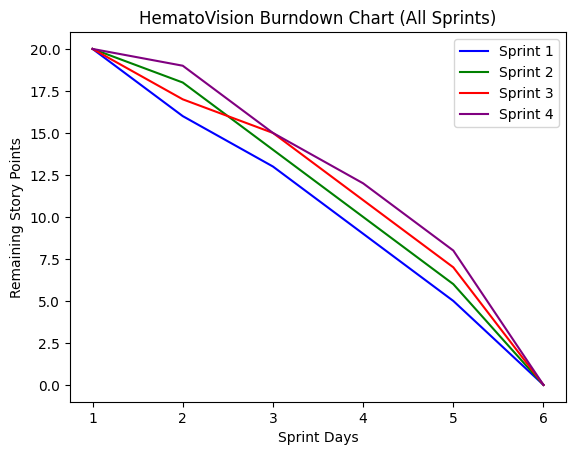 HematoVision Burndown Chart (All Sprints)
Sprint 1
Sprint 2
Sprint 3
Sprint 4
Remaining Story Points
20.0
17.5
15.0
12.5
10.0
7.5
5.0
2.5
0.0
1 2 3 4 5 6
Sprint Days